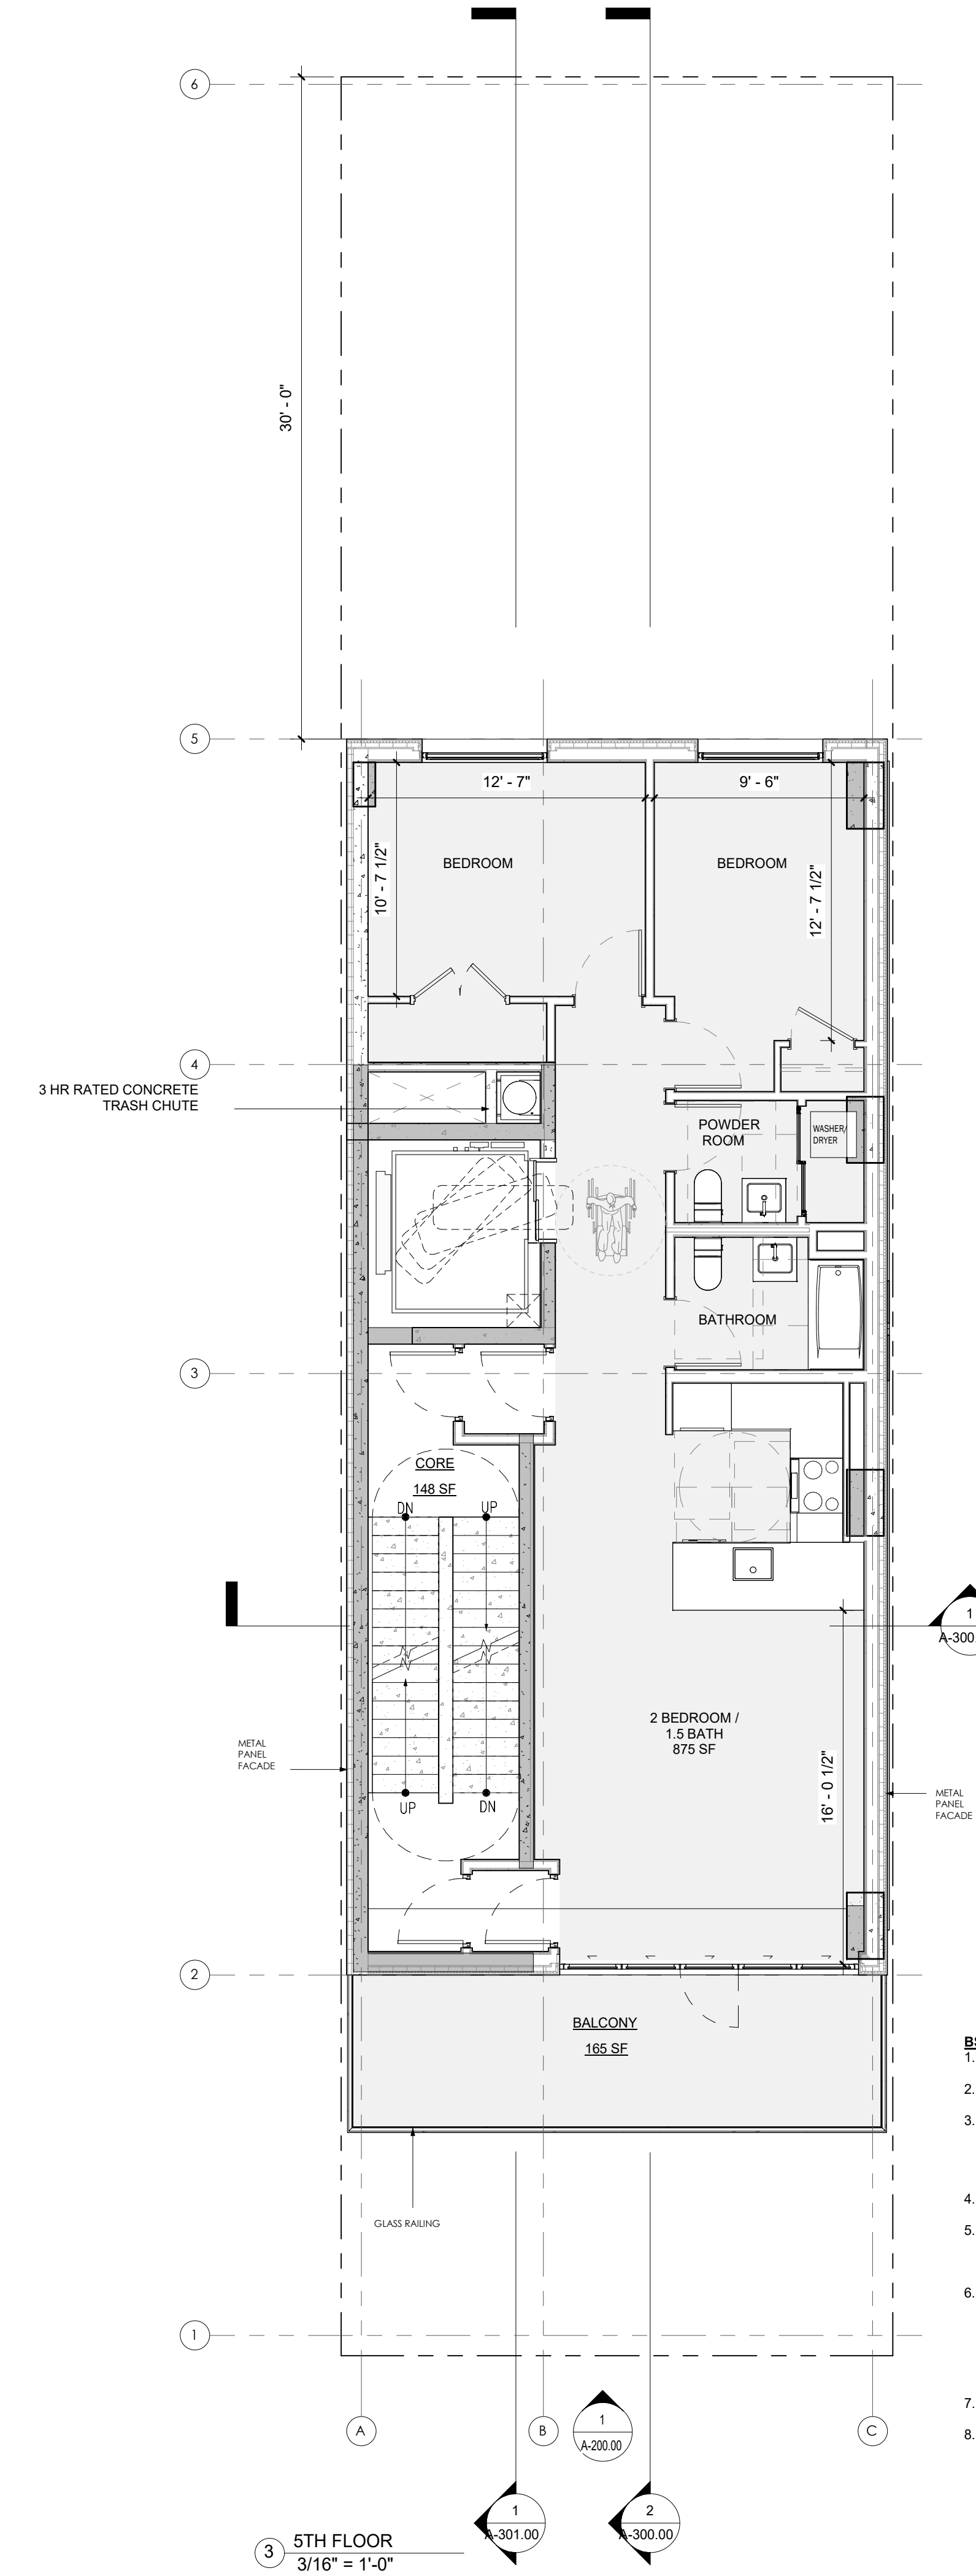 6
30' - 0"
5
12' - 7"
9' - 6"
BEDROOM
BEDROOM
10' - 7 1/2"
12' - 7 1/2"
4
3 HR RATED CONCRETE
TRASH CHUTE
POWDER
ROOM
WASHER/
DRYER
BATHROOM
3
CORE
148 SF
DN
UP
1
A-300.
2 BEDROOM /
1.5 BATH
875 SF
METAL
PANEL
FACADE
16' - 0 1/2"
METAL
PANEL
FACADE
UP
DN
2
BALCONY
165 SF
1.
2.
3.
4.
5.
6.
7.
8.
GLASS RAILING
1
A
B
C
1
A-200.00
1
A-301.00
2
A-300.00
3
5TH FLOOR
3/16" = 1'-0"